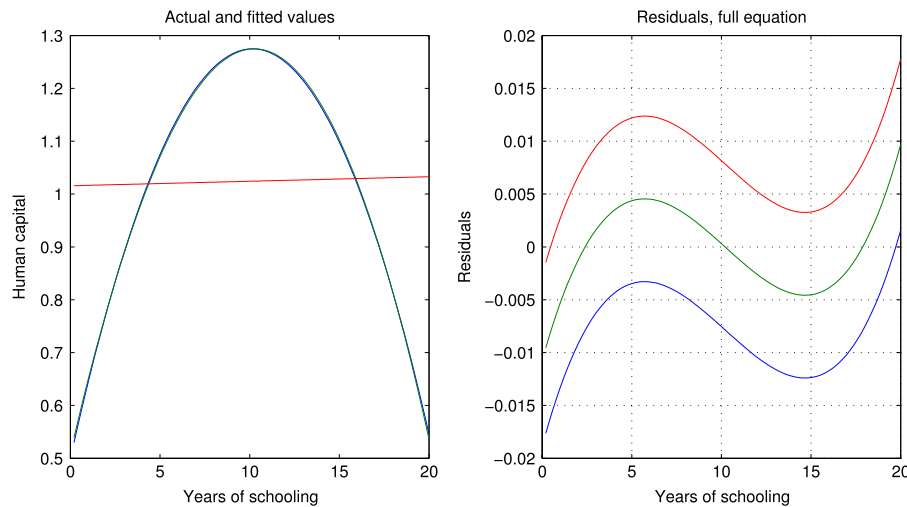 Actual and fitted values
1.3
1.2
1.1
1
0.9
0.8
0.7
0.6
0.5
Human capital
0 5 10 15 20
Years of schooling
Residuals, full equation
0.02
0.015
0.01
0.005
0
−0.005
−0.01
−0.015
−0.02
Residuals
0 5 10 15 20
Years of schooling